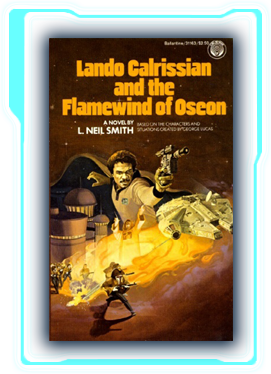 Lando Calrissian
and the
Flamewind of Oseon
A NOVEL BY
L. NEIL SMITH
BASED ON THE CHARACTERS AND
SITUATIONS CREATED BY GEORGE LUCAS